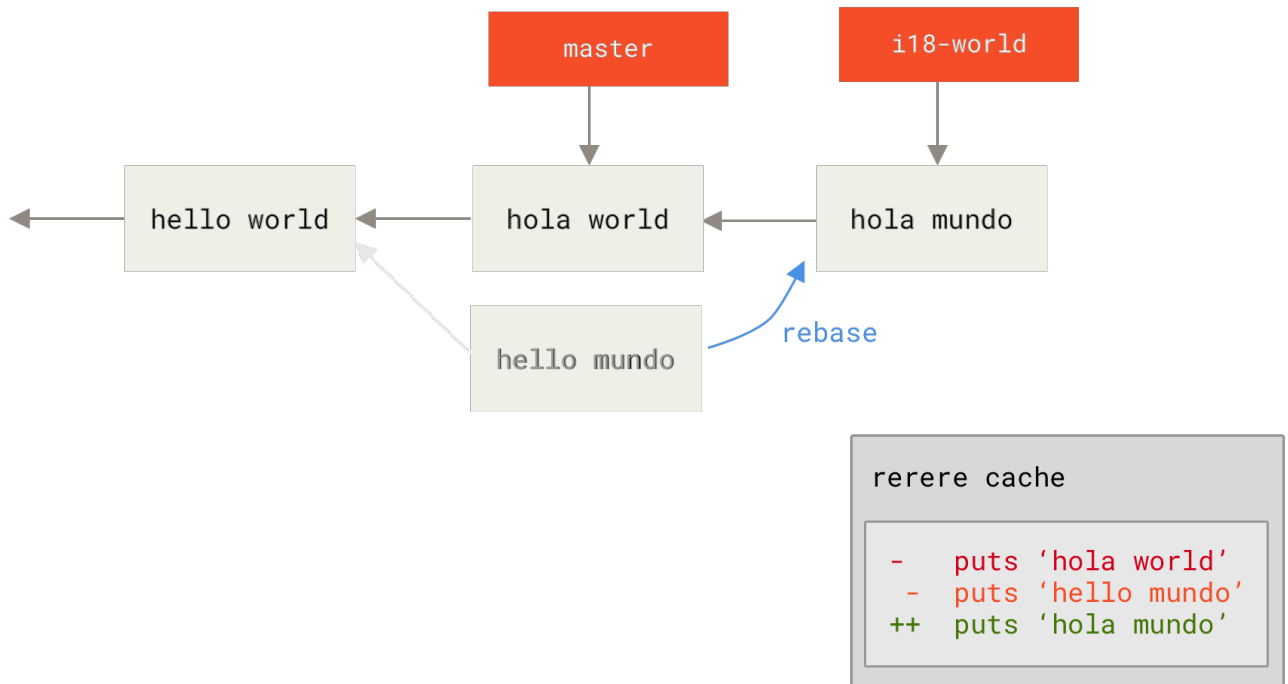 master
i18-world
hello world
hola world
hola mundo
hello mundo
rebase
rerere cache
-   puts ‘hola world’
 -  puts ‘hello mundo’
++  puts ‘hola mundo’